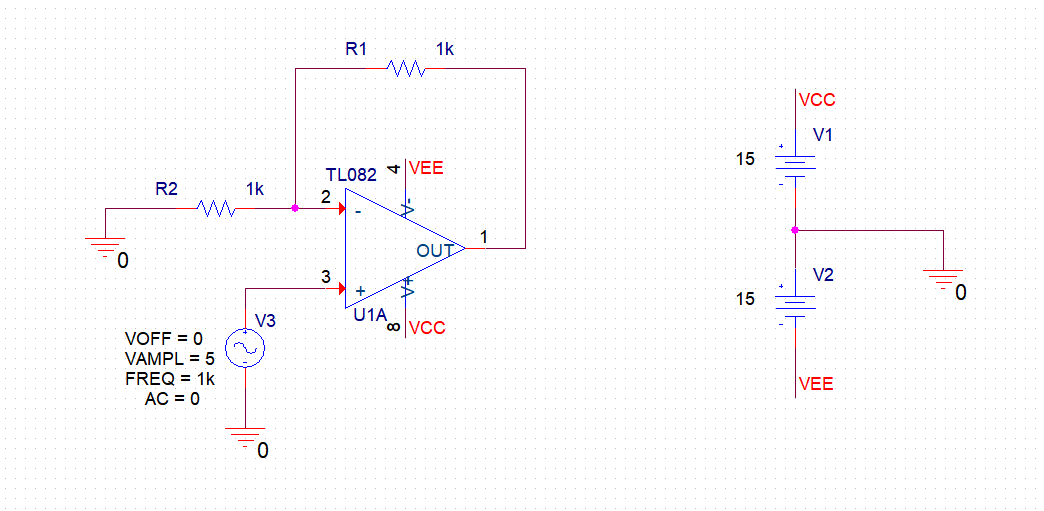 R1 1k
VCC
V1
15
+
-
TL082
4
VEE
R2 1k
2
-
V-
OUT
1
0
3
+
V+
U1A
8
VCC
V2
15
+
-
0
VEE
V3
+
-
VOFF = 0
VAMPL = 5
FREQ = 1k
AC = 0
0